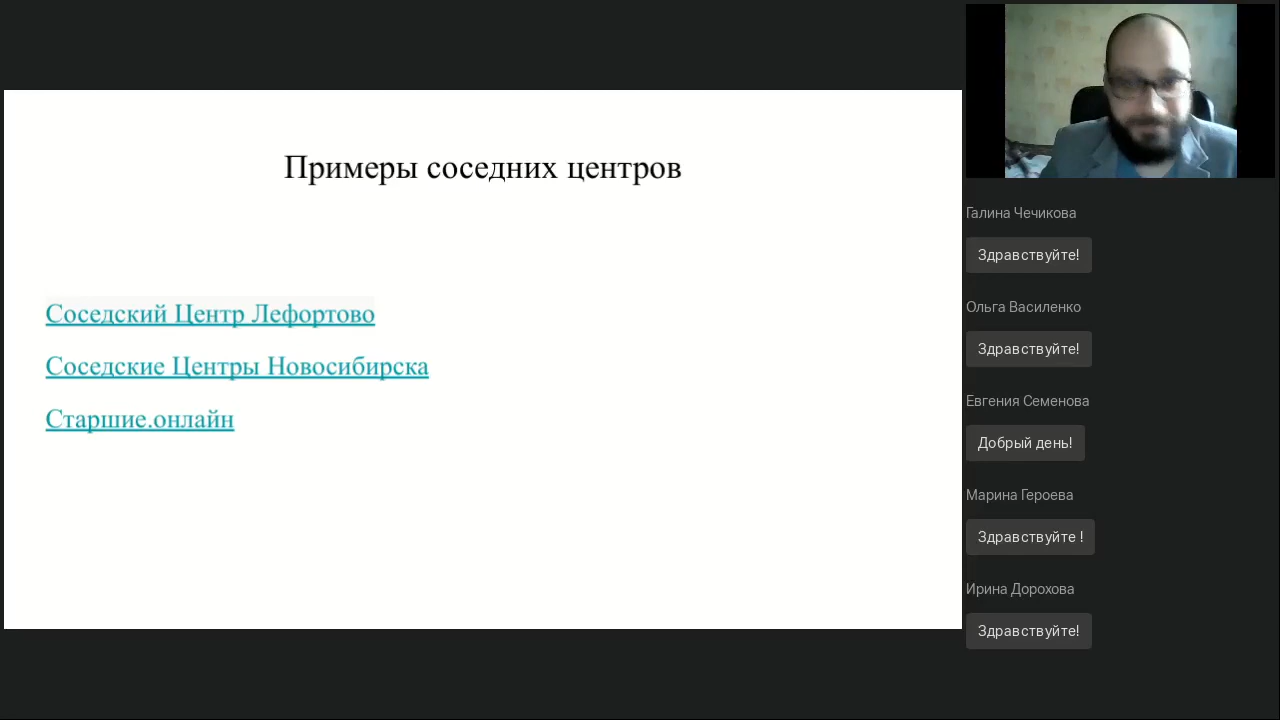 Примеры соседних центров
Соседский Центр Лефортово
Соседские Центры Новосибирска
Старшие.онлайн
Галина Чечикова
Здравствуйте!
Ольга Василенко
Здравствуйте!
Евгения Семенова
Добрый день!
Марина Героева
Здравствуйте !
Ирина Дорохова
Здравствуйте!